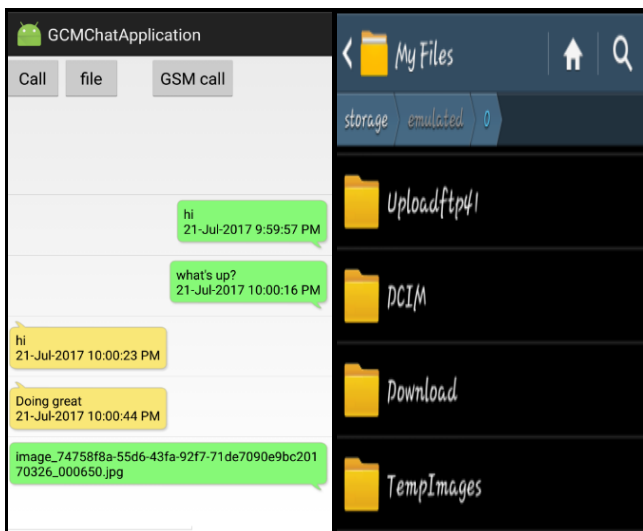 GCMChatApplication
Call file GSM call
hi
21-Jul-2017 9:59:57 PM
what's up?
21-Jul-2017 10:00:16 PM
hi
21-Jul-2017 10:00:23 PM
Doing great
21-Jul-2017 10:00:44 PM
image_74758f8a-55d6-43fa-92f7-71de7090e9bc201
70326_000650.jpg
My Files
storage emulated 0
Uploadftp41
DCIM
Download
TempImages